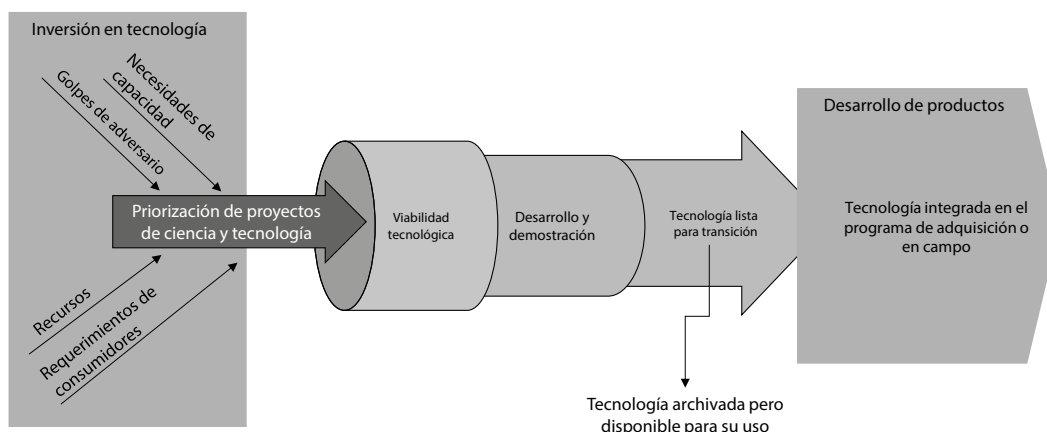 Inversión en tecnología
Necesidades de
capacidad
Golpes de adversario
Priorización de proyectos
de ciencia y tecnología
Recursos
Requerimientos de
consumidores
Viabilidad
tecnológica
Desarrollo y
demostración
Tecnología lista
para transición
Tecnología archivada pero
disponible para su uso
Desarrollo de productos
Tecnología integrada en el
programa de adquisición o
en campo